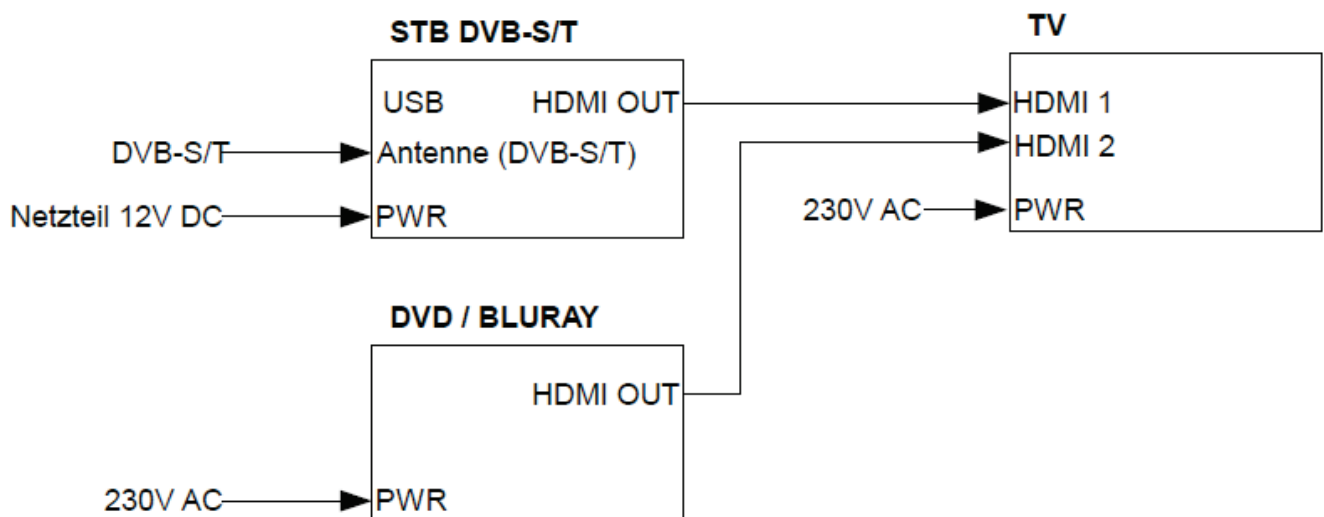 STB DVB-S/T
USB HDMI OUT
DVB-S/T Antenne (DVB-S/T)
Netzteil 12V DC PWR
TV
HDMI 1
HDMI 2
230V AC PWR
DVD / BLURAY
HDMI OUT
230V AC PWR